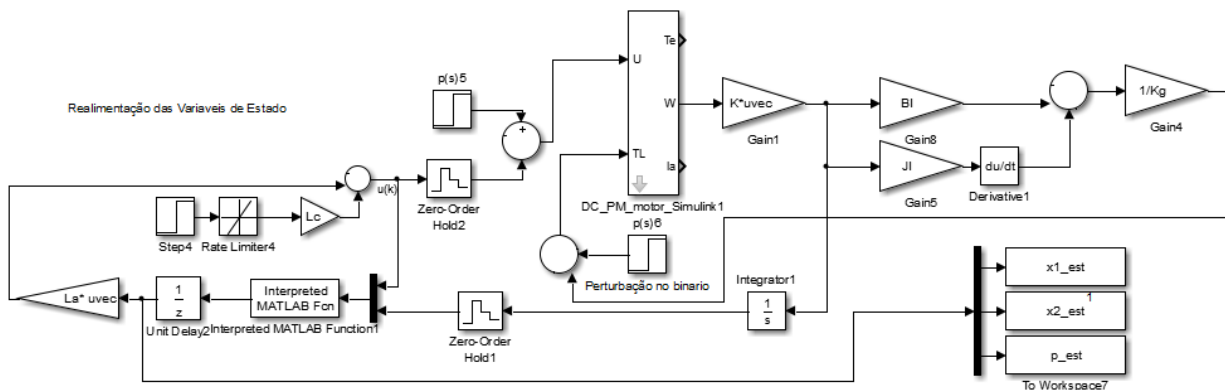 p(s)5
Realimentação das Variaveis de Estado
U
Te
W
TL
Ia
DC_PM_motor_Simulink1
K*uvec
Gain1
Bl
Gain8
Jl
Gain5
du/dt
Derivative1
1/Kg
Gain4
+
-
-
-
-
u(k)
Zero-Order
Hold2
Step4
Rate Limiter4
Lc
p(s)6
Perturbação no binario
Integrator1
1
s
La* uvec
1
z
Unit Delay2
Interpreted
MATLAB Fcn
Interpreted MATLAB Function1
Zero-Order
Hold1
x1_est
x2_est
1
p_est
To Workspace7